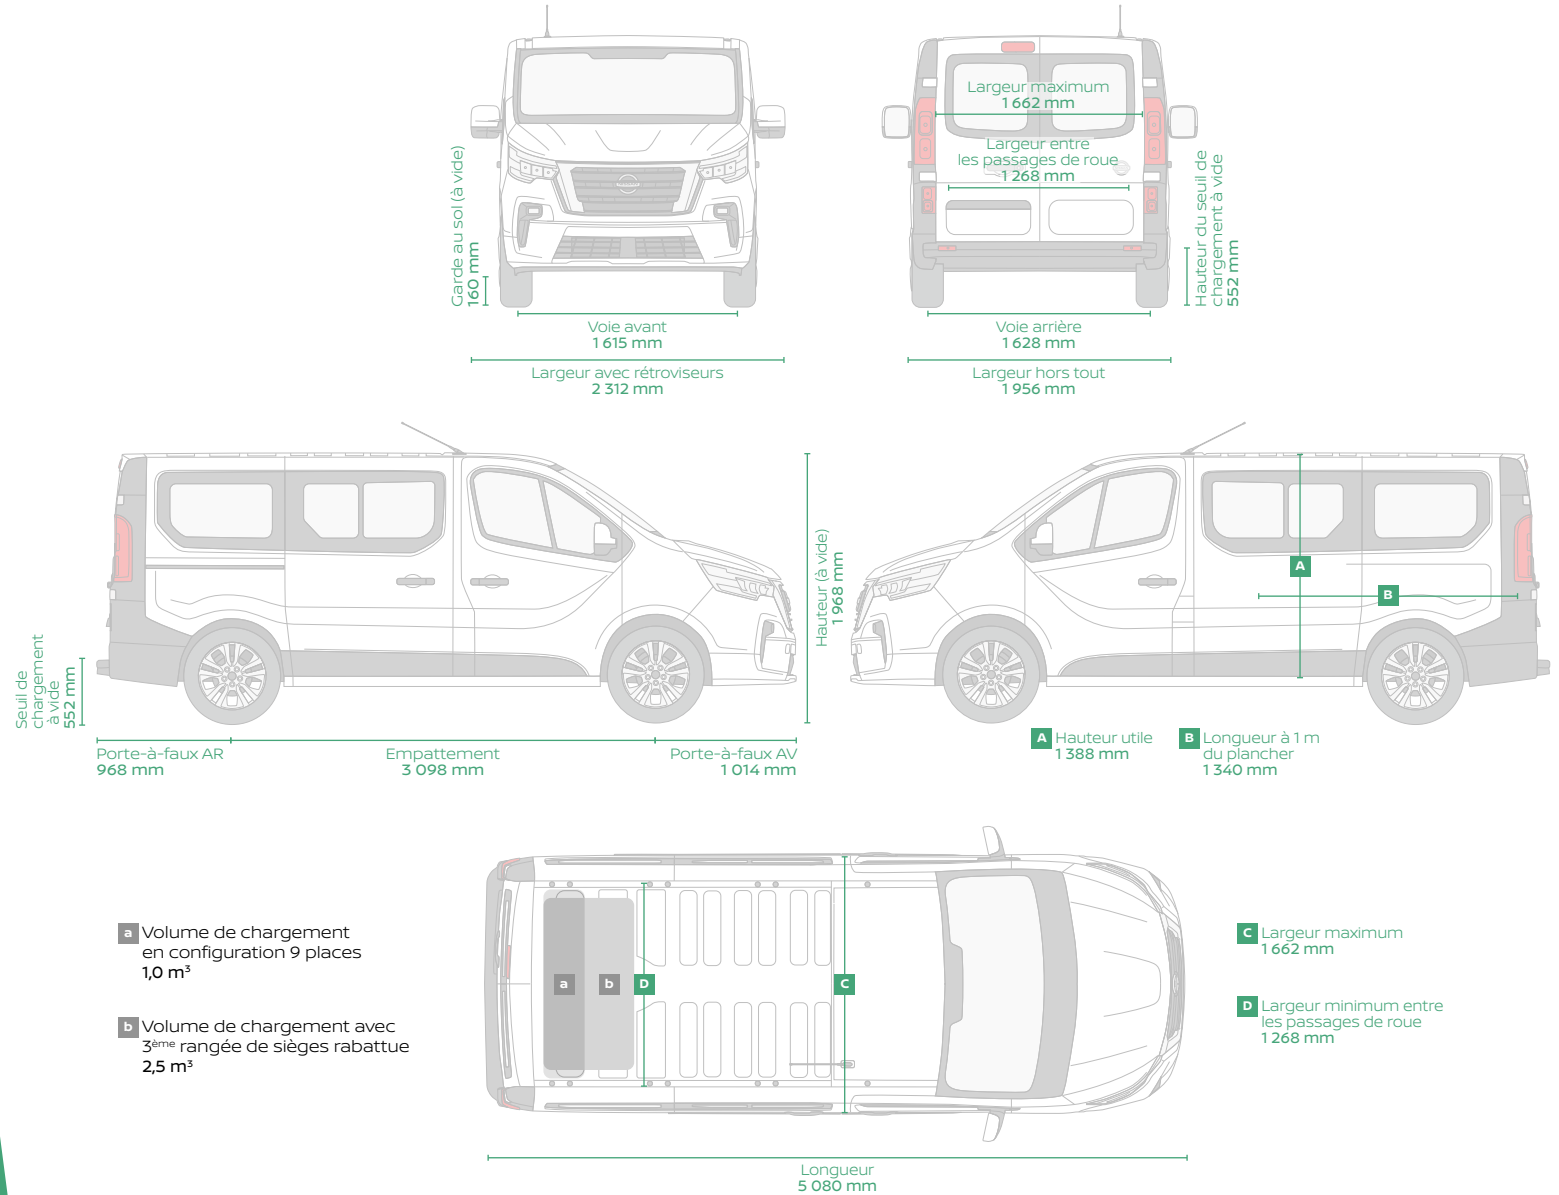 Largeur maximum
1 662 mm
Largeur entre
les passages de roue
1 268 mm
Garde au sol (à vide)
160 mm
Hauteur du seuil de
chargement à vide
552 mm
Voie avant
1 615 mm
Largeur avec rétroviseurs
2 312 mm
Voie arrière
1 628 mm
Largeur hors tout
1 956 mm
Seuil de
chargement
à vide
552 mm
Hauteur (à vide)
1 968 mm
A
B
Porte-à-faux AR
968 mm
Empattement
3 098 mm
Porte-à-faux AV
1 014 mm
A Hauteur utile
1 388 mm
B Longueur à 1 m
du plancher
1 340 mm
a Volume de chargement
en configuration 9 places
1,0 m³
b Volume de chargement avec
3ème rangée de sièges rabattue
2,5 m³
a
b
D
C
C Largeur maximum
1 662 mm
D Largeur minimum entre
les passages de roue
1 268 mm
Longueur
5 080 mm